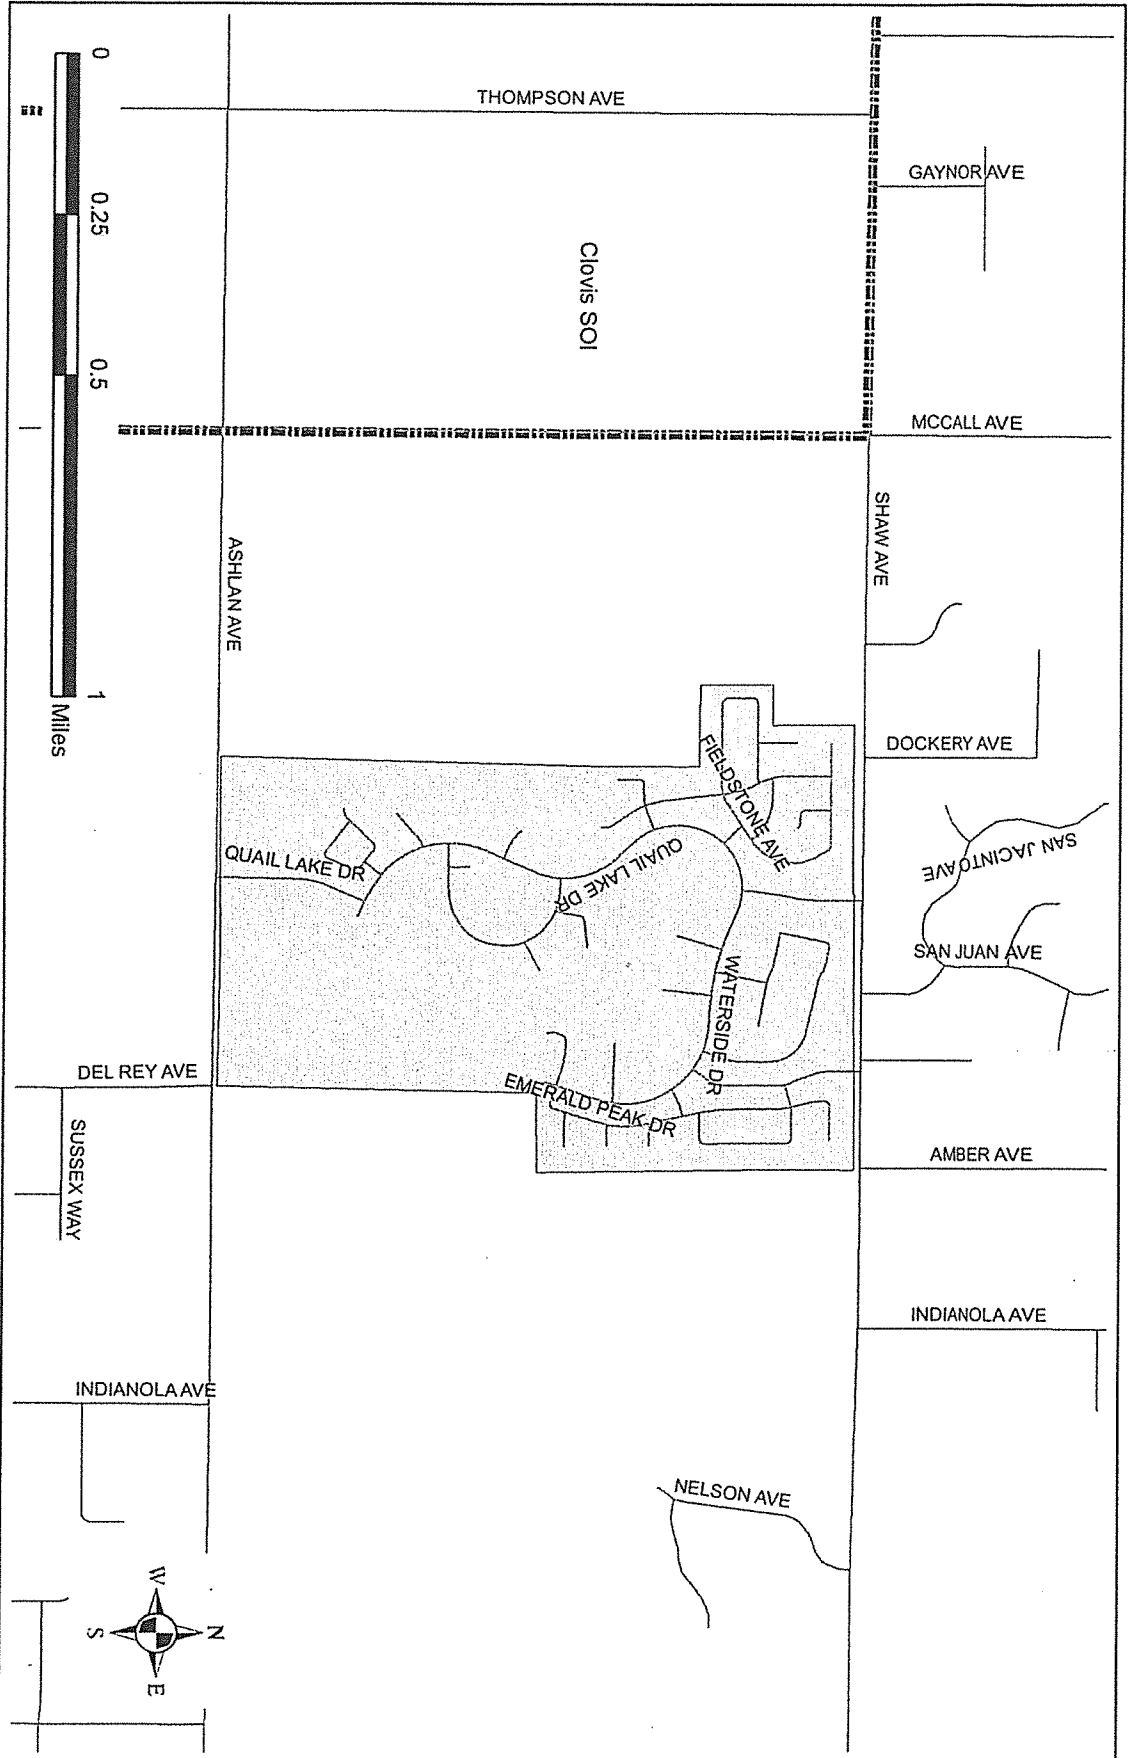 THOMPSON AVE
GAYNOR AVE
Clovis SOI
MCCALL AVE
SHAW AVE
ASHLAN AVE
0
0.25
0.5
1
Miles
DOCKERY AVE
FIELDSTONE AVE
SAN JACINTO AVE
QUAIL LAKE DR
QUAIL LAKE DR
SAN JUAN AVE
WATERSIDE DR
DEL REY AVE
EMERALD PEAK DR
SUSSEX WAY
AMBER AVE
INDIANOLA AVE
INDIANOLA AVE
NELSON AVE
W
N
S
E